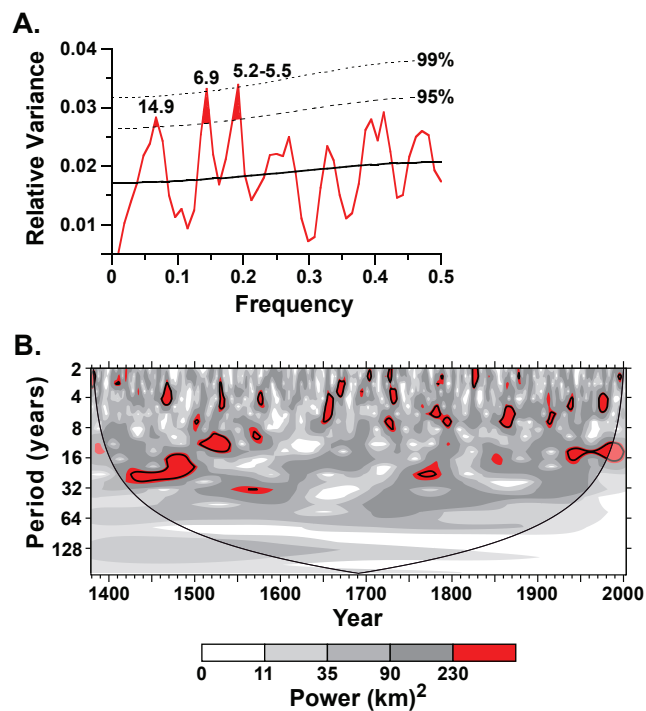 A.
Relative Variance
0.04
0.03
0.02
0.01
14.9
6.9
5.2-5.5
99%
95%
0 0.1 0.2 0.3 0.4 0.5
Frequency
B.
Period (years)
2
4
8
16
32
64
128
1400 1500 1600 1700 1800 1900 2000
Year
0 11 35 90 230
Power (km)2